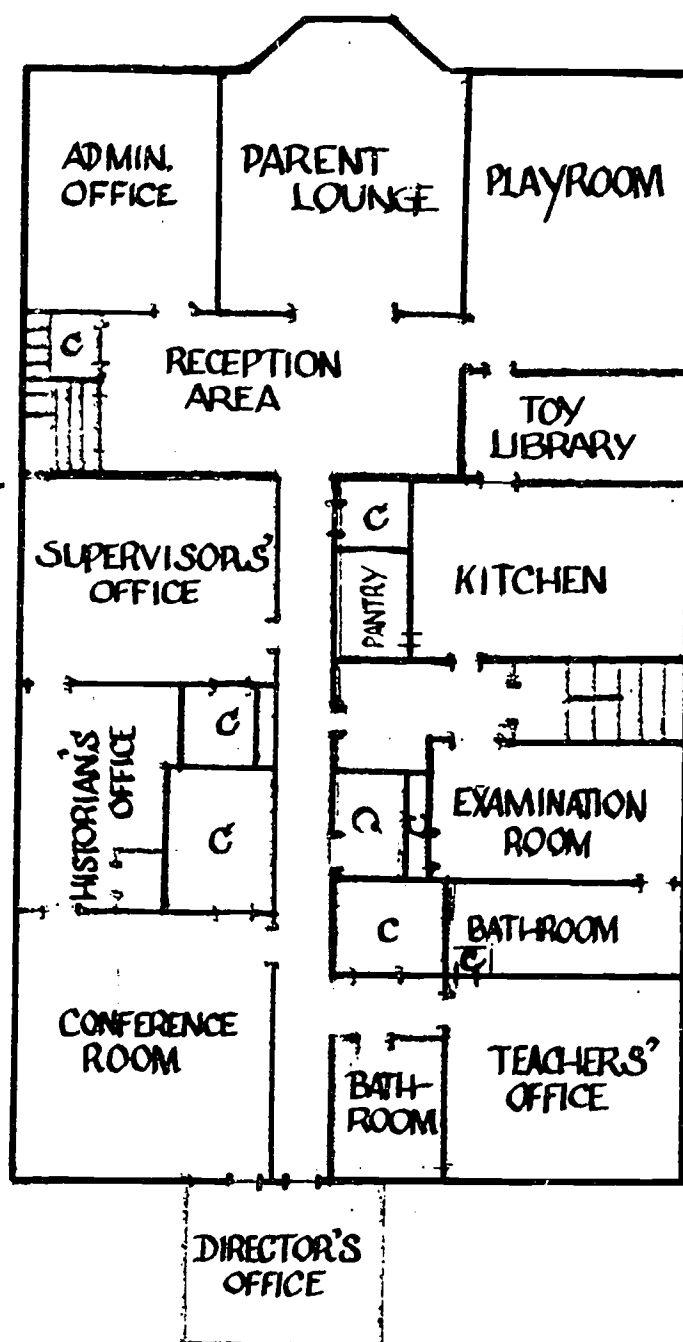 ADMIN.
OFFICE
PARENT
LOUNGE
PLAYROOM
C
RECEPTION
AREA
TOY
LIBRARY
SUPERVISORS'
OFFICE
C
PANTRY
KITCHEN
HISTORIAN'S
OFFICE
C
C
C
C
EXAMINATION
ROOM
C
BATHROOM
C
CONFERENCE
ROOM
BATH-
ROOM
TEACHERS'
OFFICE
DIRECTOR'S
OFFICE